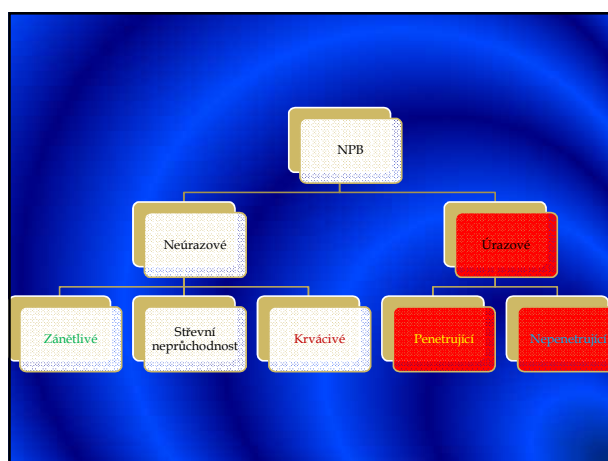 NPB
Neúrazové
Úrazové
Zánětlivé
Střevní
neprůchodnost
Krvácivé
Penetrující
Nepenetrující